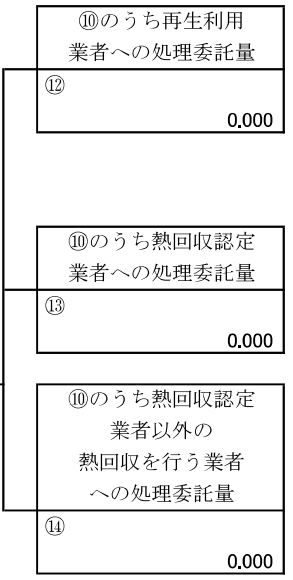 ⑩のうち再生利用
業者への処理委託量
⑫
0.000
⑩のうち熱回収認定
業者への処理委託量
⑬
0.000
⑩のうち熱回収認定
業者以外の
熱回収を行う業者
への処理委託量
⑭
0.000